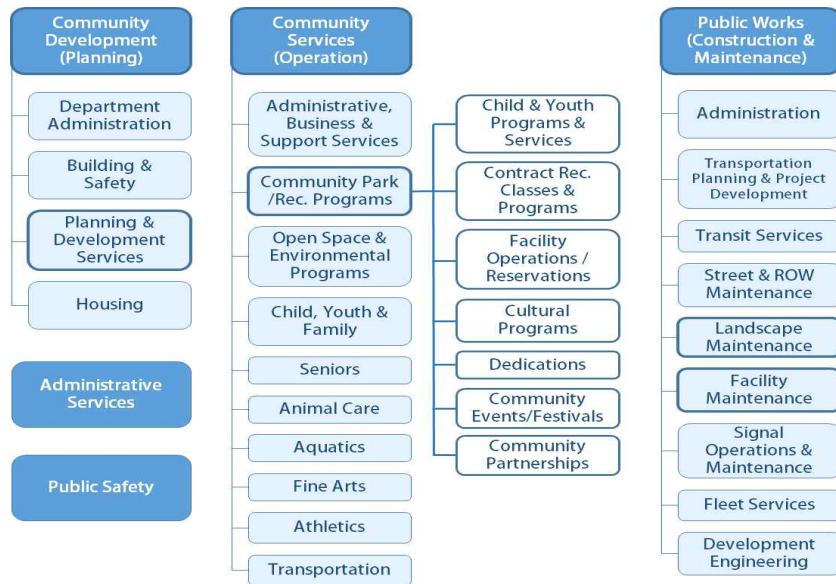 Community
Development
(Planning)
Department
Administration
Building &
Safety
Planning &
Development
Services
Housing
Administrative
Services
Public Safety
Community
Services
(Operation)
Administrative,
Business &
Support Services
Community Park
/Rec. Programs
Open Space &
Environmental
Programs
Child, Youth &
Family
Seniors
Animal Care
Aquatics
Fine Arts
Athletics
Transportation
Child & Youth
Programs &
Services
Contract Rec.
Classes &
Programs
Facility
Operations /
Reservations
Cultural
Programs
Dedications
Community
Events/Festivals
Community
Partnerships
Public Works
(Construction &
Maintenance)
Administration
Transportation
Planning & Project
Development
Transit Services
Street & ROW
Maintenance
Landscape
Maintenance
Facility
Maintenance
Signal
Operations &
Maintenance
Fleet Services
Development
Engineering